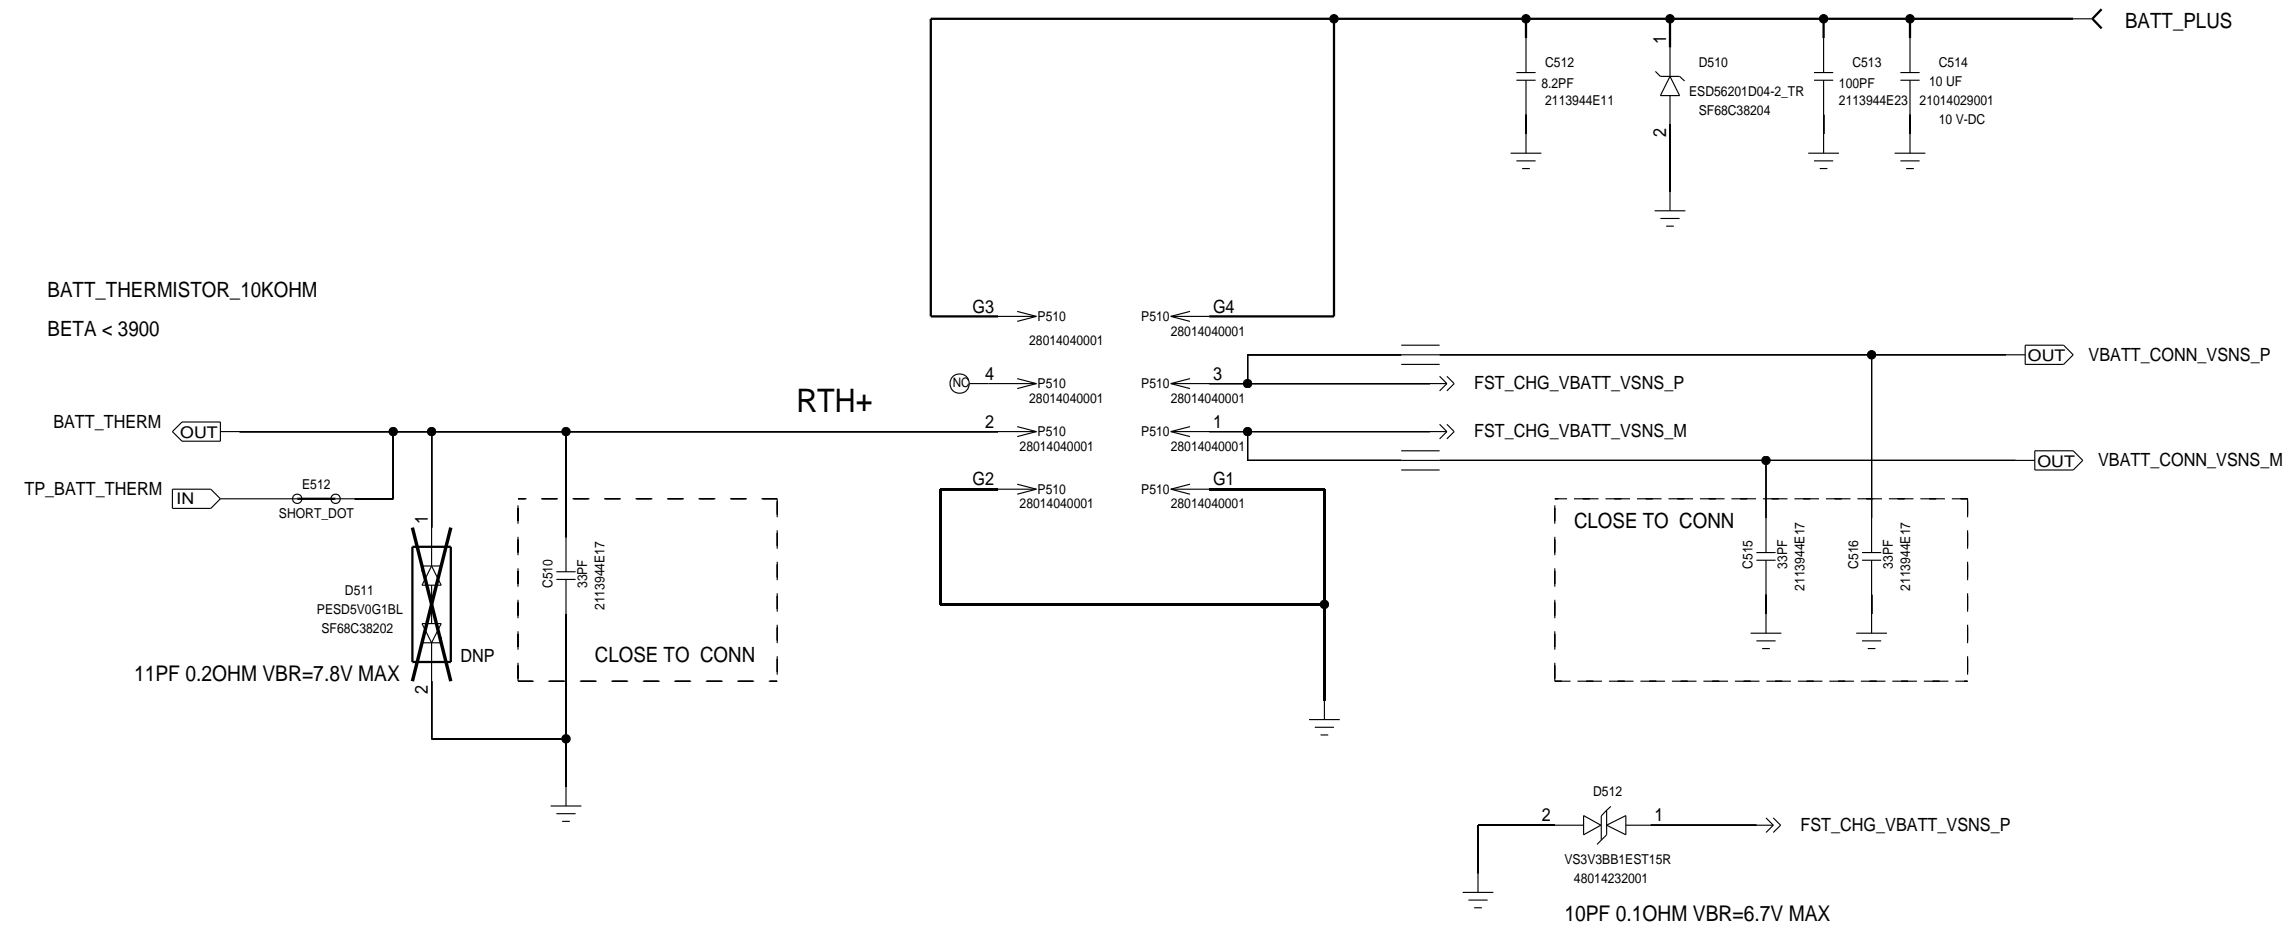 BATT_PLUS
C512
8.2PF
2113944E11
1
D510
ESD56201D04-2_TR
SF68C38204
2
C513
100PF
2113944E23
C514
10 UF
21014029001
10 V-DC
BATT_THERMISTOR_10KOHM
BETA < 3900
G3
P510
28014040001
P510
G4
28014040001
NC
4
P510
28014040001
P510
3
28014040001
OUT
VBATT_CONN_VSNS_P
FST_CHG_VBATT_VSNS_P
RTH+
BATT_THERM
OUT
2
P510
28014040001
P510
1
28014040001
FST_CHG_VBATT_VSNS_M
OUT
VBATT_CONN_VSNS_M
TP_BATT_THERM
IN
E512
SHORT_DOT
G2
P510
28014040001
P510
G1
28014040001
1
D511
PESD5V0G1BL
SF68C38202
2
DNP
11PF 0.2OHM VBR=7.8V MAX
C510
33PF
2113944E17
CLOSE TO CONN
CLOSE TO CONN
C515
33PF
2113944E17
C516
33PF
2113944E17
D512
2
1
FST_CHG_VBATT_VSNS_P
VS3V3BB1EST15R
48014232001
10PF 0.1OHM VBR=6.7V MAX